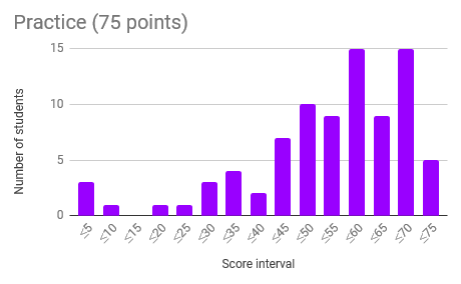 Practice (75 points)
15
10
5
0
Number of students
≤5 ≤10 ≤15 ≤20 ≤25 ≤30 ≤35 ≤40 ≤45 ≤50 ≤55 ≤60 ≤65 ≤70 ≤75
Score interval